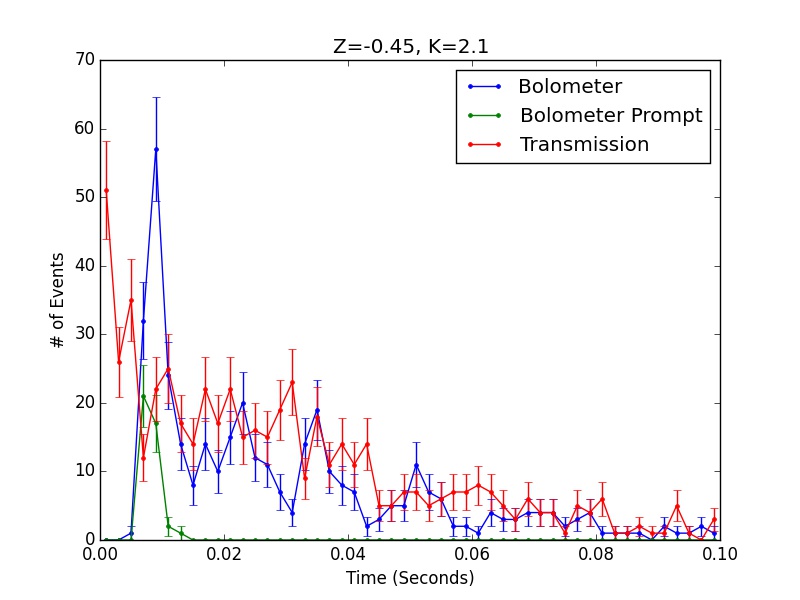 Z=-0.45, K=2.1
Bolometer
Bolometer Prompt
Transmission
70
60
50
40
30
20
10
0
# of Events
0.00 0.02 0.04 0.06 0.08 0.10
Time (Seconds)